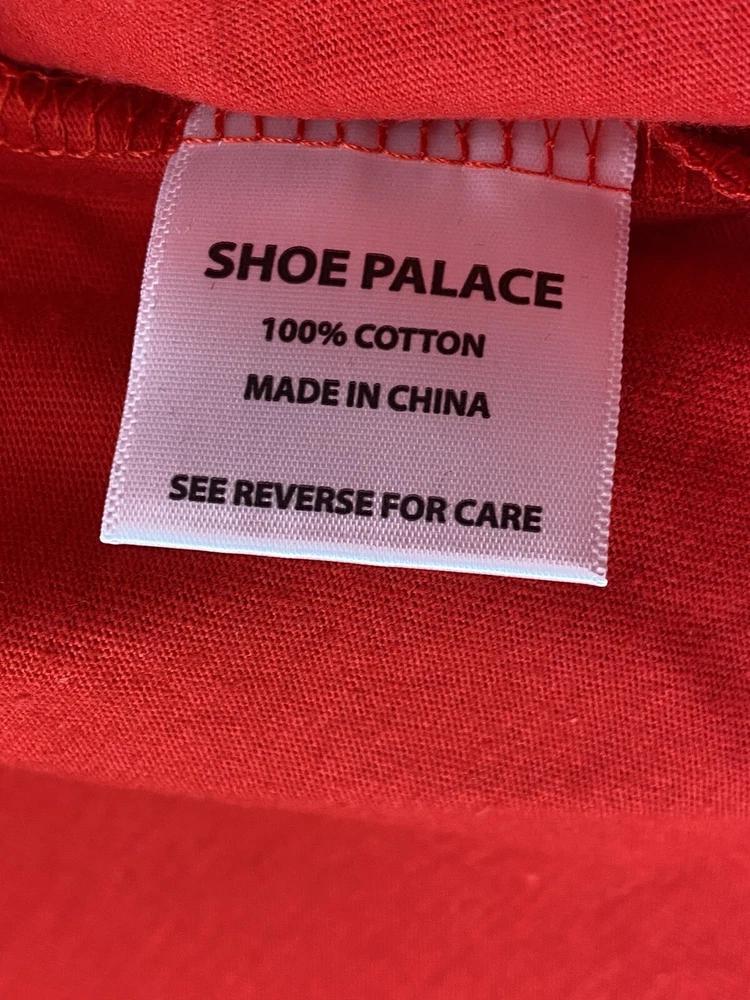 SHOE PALACE
100% COTTON
MADE IN CHINA
SEE REVERSE FOR CARE